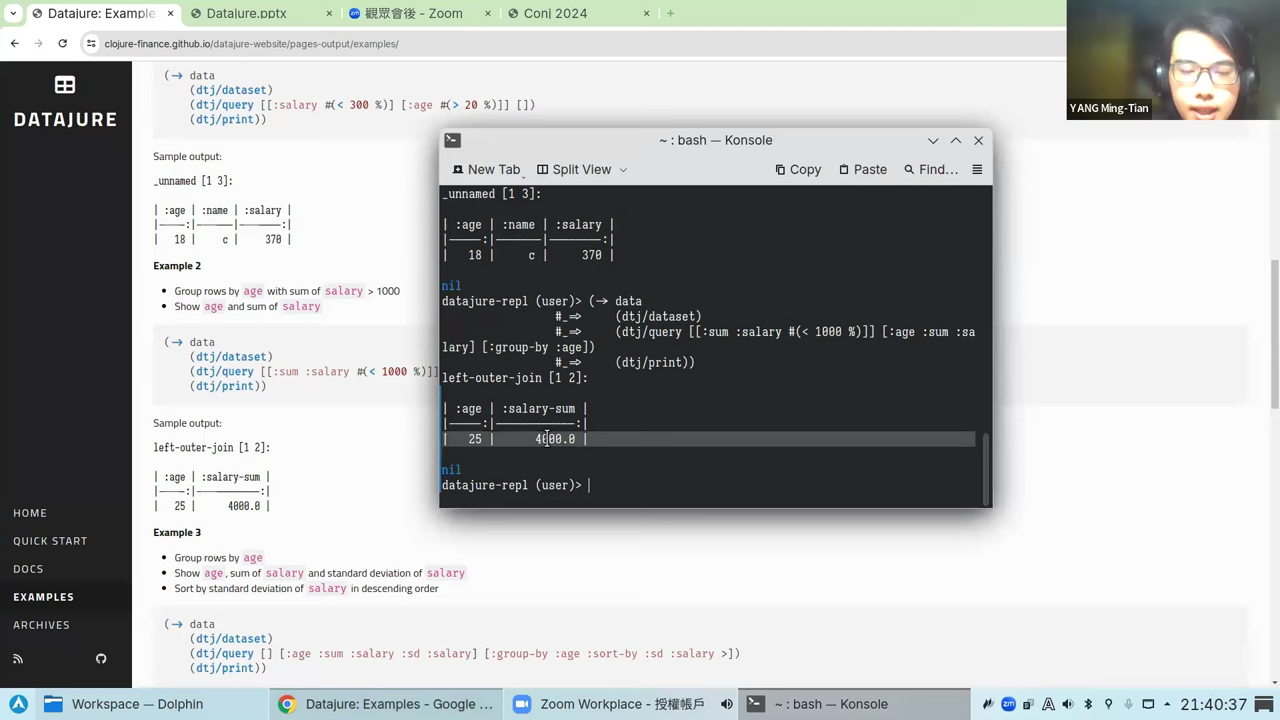 Datajure: Example
Datajure.pptx
觀眾會後 - Zoom
Conj 2024
clojure-finance.github.io/datajure-website/pages-output/examples/
YANG Ming-Tian
DATAJURE
HOME
QUICK START
DOCS
EXAMPLES
ARCHIVES
(-> data
(dtj/dataset)
(dtj/query [[:salary #(< 300 %)] [:age #(> 20 %)]] [])
(dtj/print))
Sample output:
_unnamed [1 3]:
| :age | :name | :salary |
| 18 | c | 370 |
Example 2
Group rows by age with sum of salary > 1000
Show age and sum of salary
(-> data
(dtj/dataset)
(dtj/query [[:sum :salary #(< 1000 %)]]
(dtj/print))
Sample output:
left-outer-join [1 2]:
| :age | :salary-sum |
| 25 | 4000.0 |
Example 3
Group rows by age
Show age, sum of salary and standard deviation of salary
Sort by standard deviation of salary in descending order
(-> data
(dtj/dataset)
(dtj/query [] [:age :sum :salary :sd :salary] [:group-by :age :sort-by :sd :salary >])
(dtj/print))
~ : bash — Konsole
New Tab
Split View
Copy
Paste
Find...
_unnamed [1 3]:
| :age | :name | :salary |
|-----:|-------|--------:|
| 18 | c | 370 |
nil
datajure-repl (user)> (-> data
#_=> (dtj/dataset)
#_=> (dtj/query [[:sum :salary #(< 1000 %)]] [:age :sum :sa
lary] [:group-by :age])
#_=> (dtj/print))
left-outer-join [1 2]:
| :age | :salary-sum |
|-----:|------------:|
| 25 | 4000.0 |
nil
datajure-repl (user)>
Workspace — Dolphin
Datajure: Examples - Google ...
Zoom Workplace - 授權帳戶
~ : bash — Konsole
21:40:37